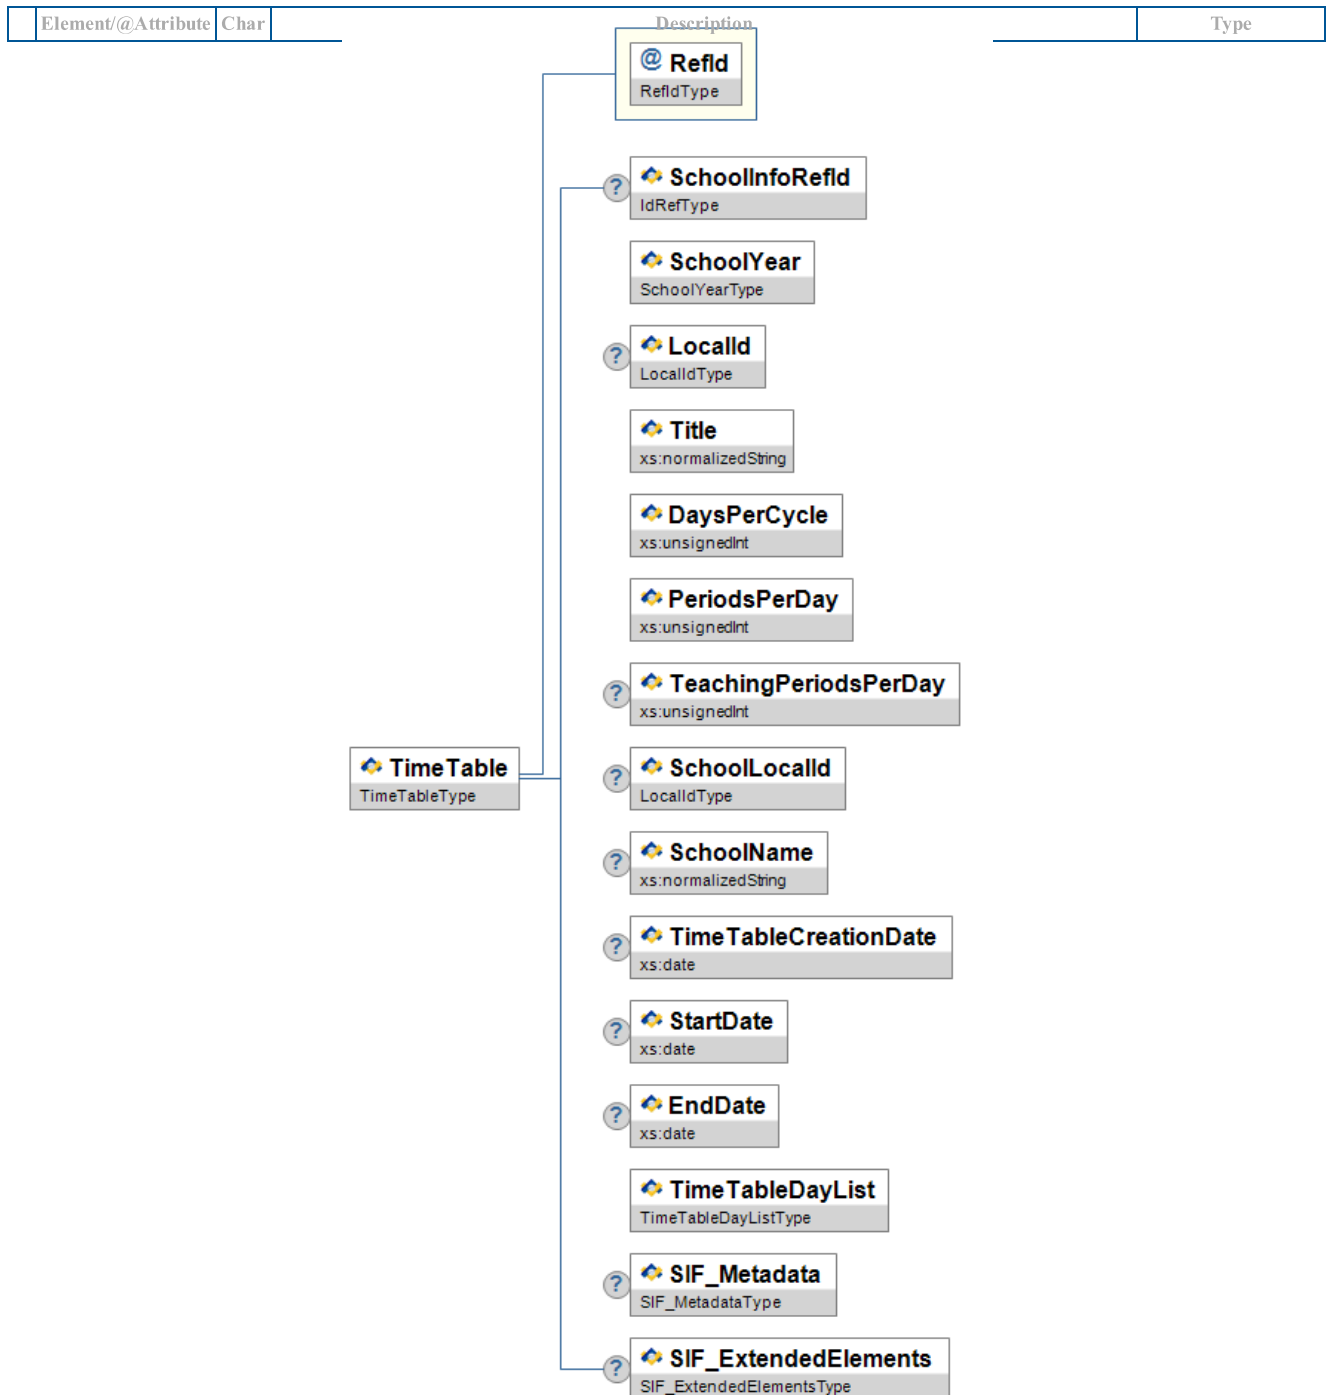 Element/@Attribute Char Description Type
@ RefId
RefIdType
? SchoolInfoRefId
IdRefType
SchoolYear
SchoolYearType
? LocalId
LocalIdType
Title
xs:normalizedString
DaysPerCycle
xs:unsignedInt
PeriodsPerDay
xs:unsignedInt
? TeachingPeriodsPerDay
xs:unsignedInt
TimeTable
TimeTableType
? SchoolLocalId
LocalIdType
? SchoolName
xs:normalizedString
? TimeTableCreationDate
xs:date
? StartDate
xs:date
? EndDate
xs:date
TimeTableDayList
TimeTableDayListType
? SIF_Metadata
SIF_MetadataType
? SIF_ExtendedElements
SIF_ExtendedElementsType